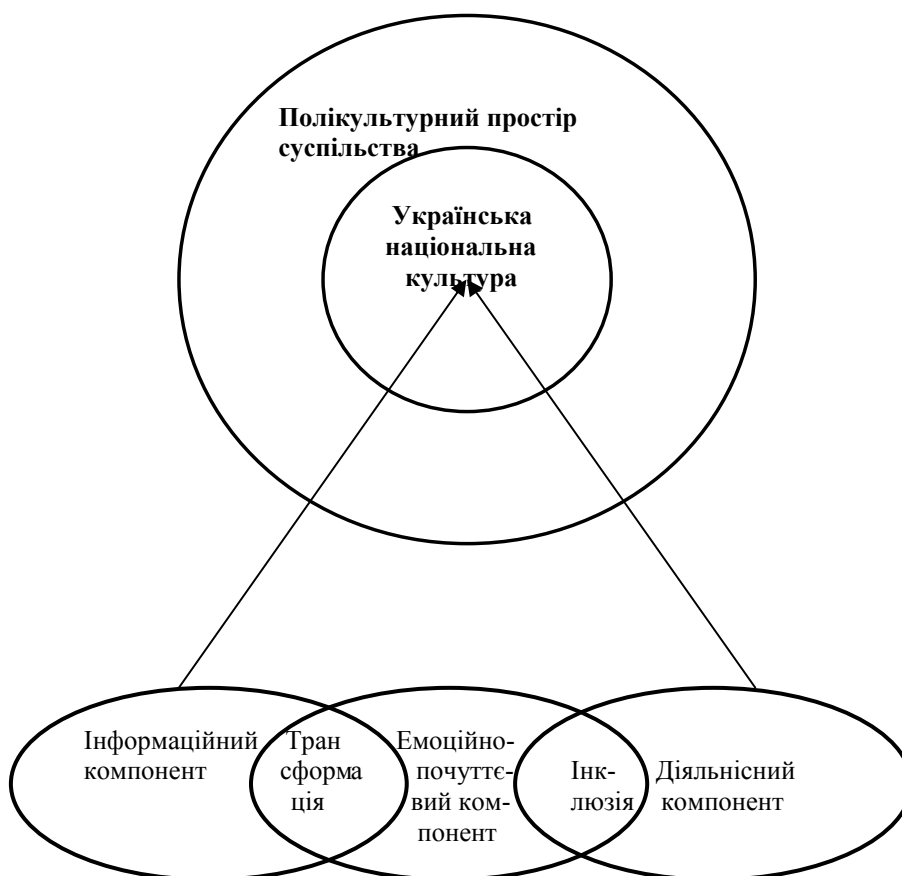 Полікультурний простір
суспільства
Українська
національна
культура
Інформаційний
компонент
Тран
сформа
ція
Емоційно-
почуттє-
вий ком-
понент
Інк-
люзія
Діяльнісний
компонент